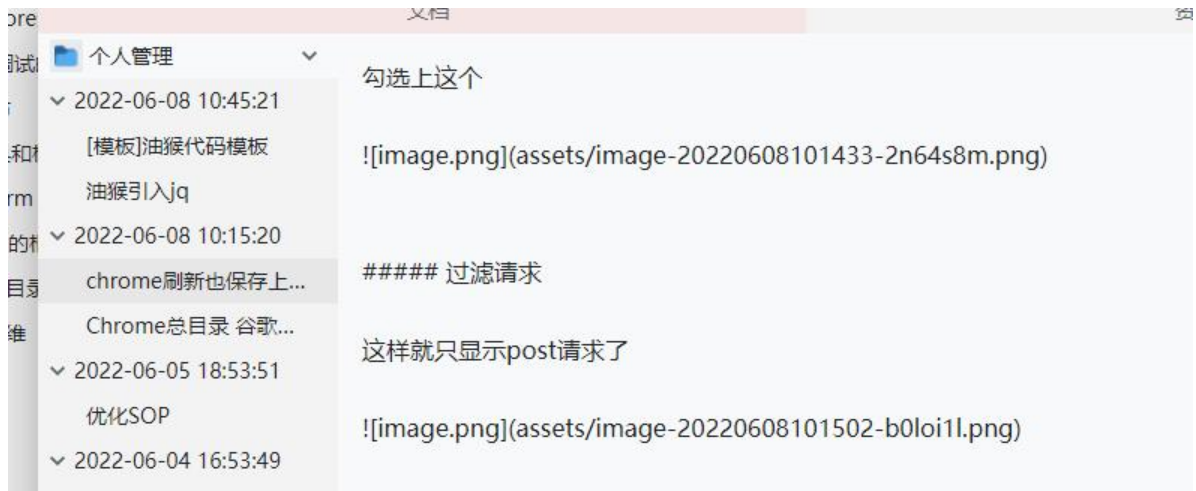 文档
个人管理
2022-06-08 10:45:21
[模板]油猴代码模板
油猴引入jq
2022-06-08 10:15:20
chrome刷新也保存上...
Chrome总目录 谷歌...
2022-06-05 18:53:51
优化SOP
2022-06-04 16:53:49
勾选上这个
![image.png](assets/image-20220608101433-2n64s8m.png)
##### 过滤请求
这样就只显示post请求了
![image.png](assets/image-20220608101502-b0loi1l.png)